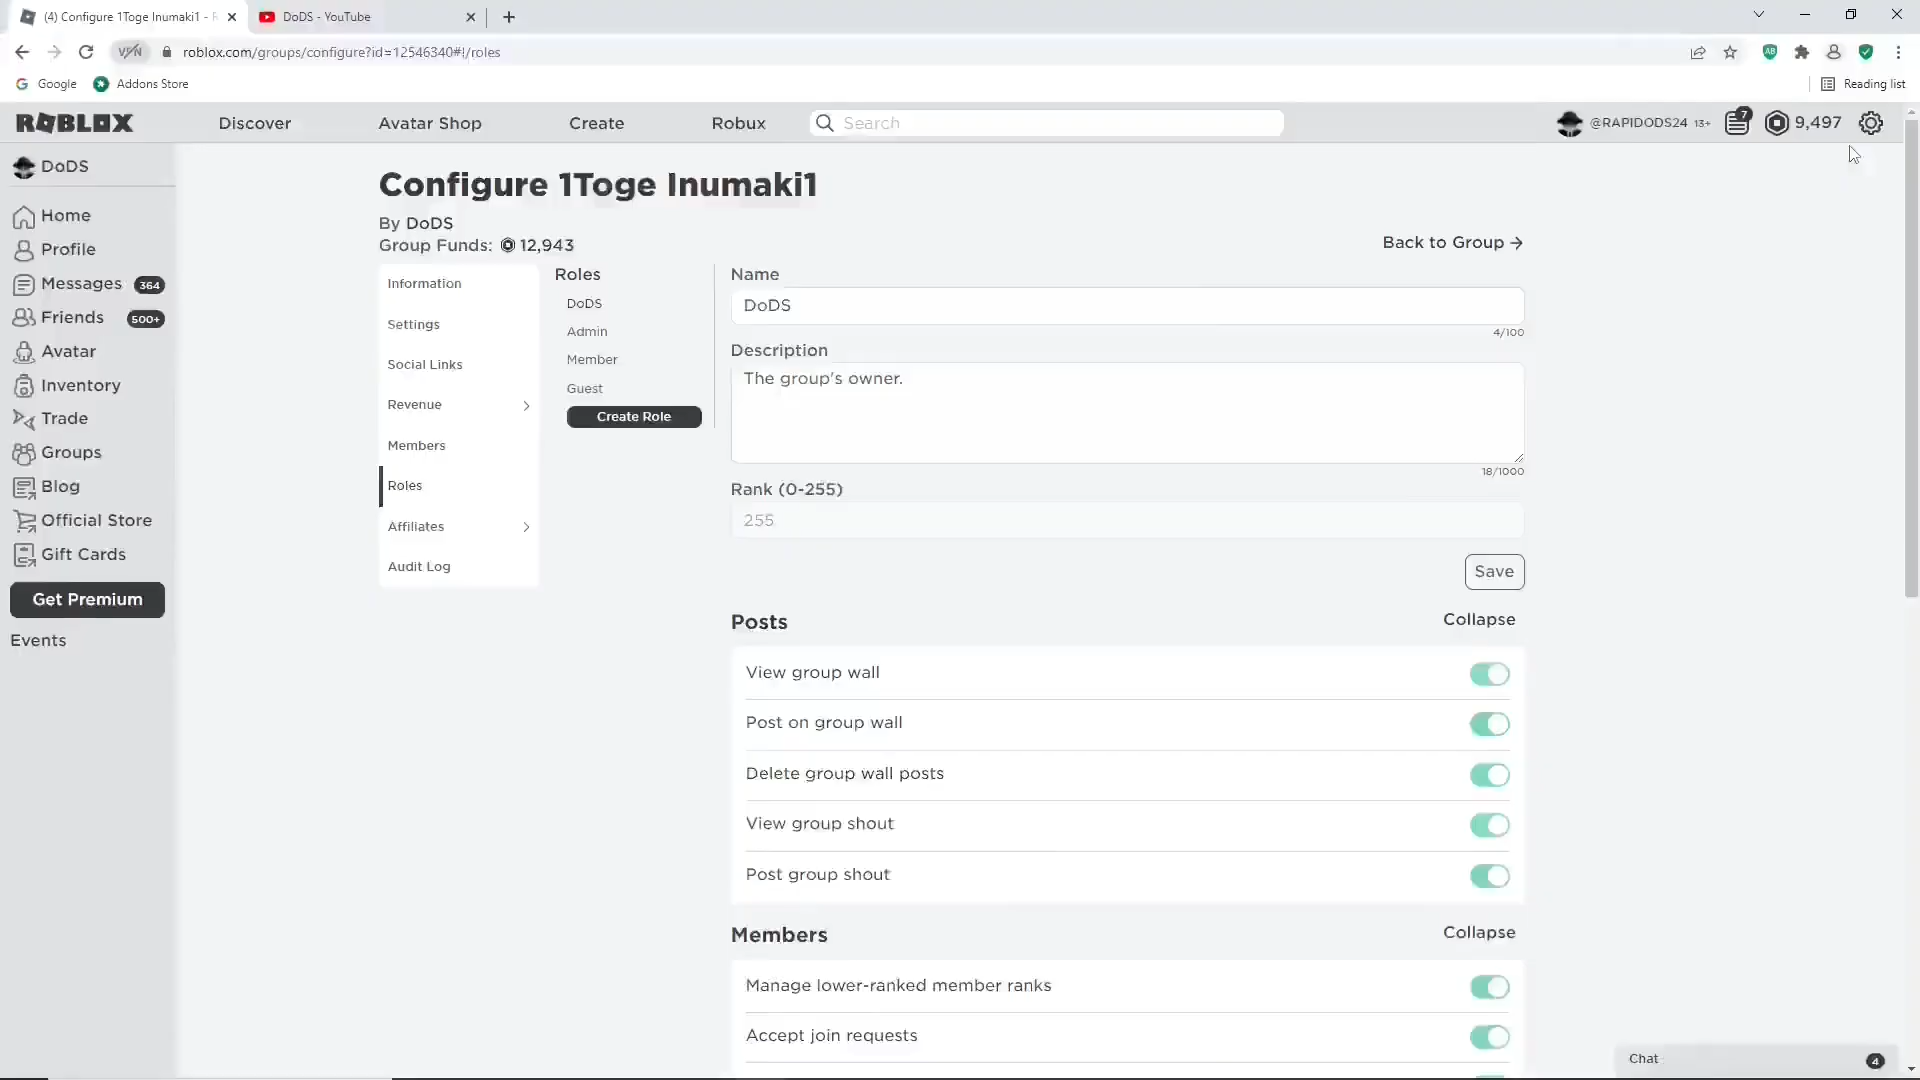 (4) Configure 1Toge Inumaki1 -
DoDS - YouTube
VPN
roblox.com/groups/configure?id=12546340#!/roles
Google
Addons Store
Reading list
ROBLOX
Discover
Avatar Shop
Create
Robux
Search
@RAPIDODS24 13+
7
9,497
DoDS
Home
Profile
Messages 364
Friends 500+
Avatar
Inventory
Trade
Groups
Blog
Official Store
Gift Cards
Get Premium
Events
Configure 1Toge Inumaki1
By DoDS
Group Funds: 12,943
Back to Group
Information
Settings
Social Links
Revenue
Members
Roles
Affiliates
Audit Log
Roles
DoDS
Admin
Member
Guest
Create Role
Name
DoDS
4/100
Description
The group's owner.
18/1000
Rank (0-255)
255
Save
Posts
Collapse
View group wall
Post on group wall
Delete group wall posts
View group shout
Post group shout
Members
Collapse
Manage lower-ranked member ranks
Accept join requests
Chat
4